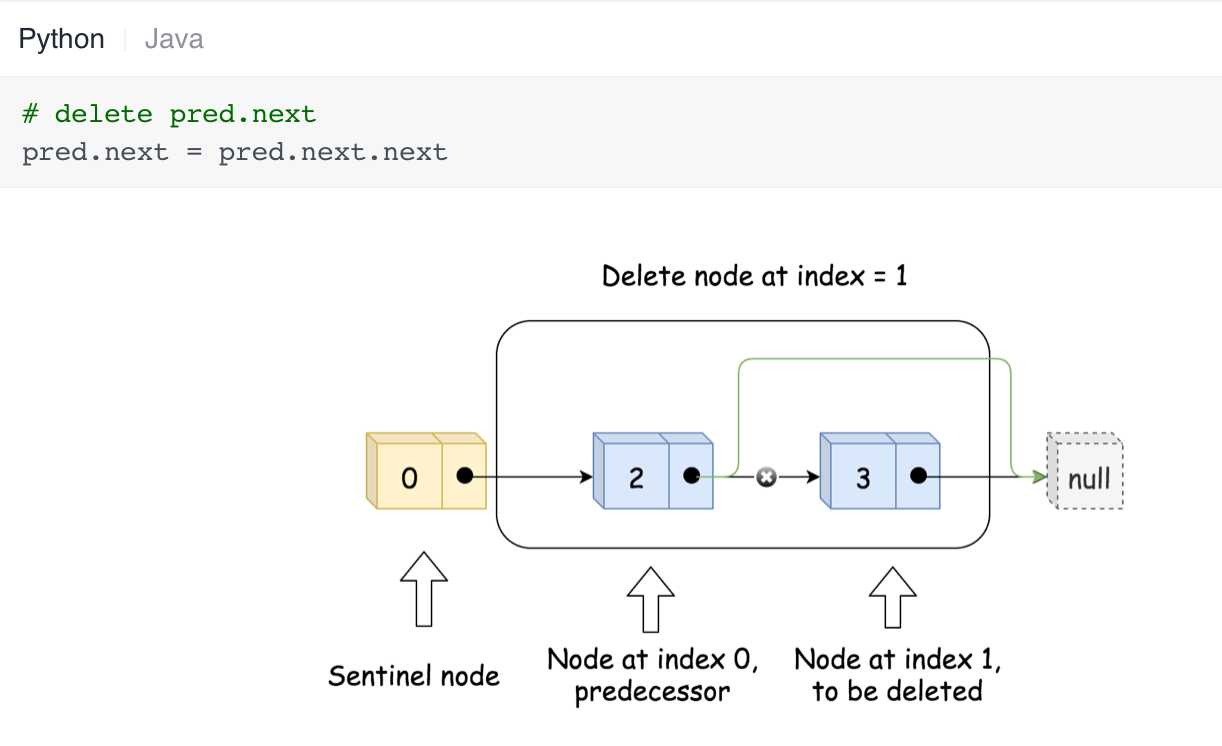 Python Java
# delete pred.next
pred.next = pred.next.next
Delete node at index = 1
0 2 3 null
Sentinel node
Node at index 0,
predecessor
Node at index 1,
to be deleted